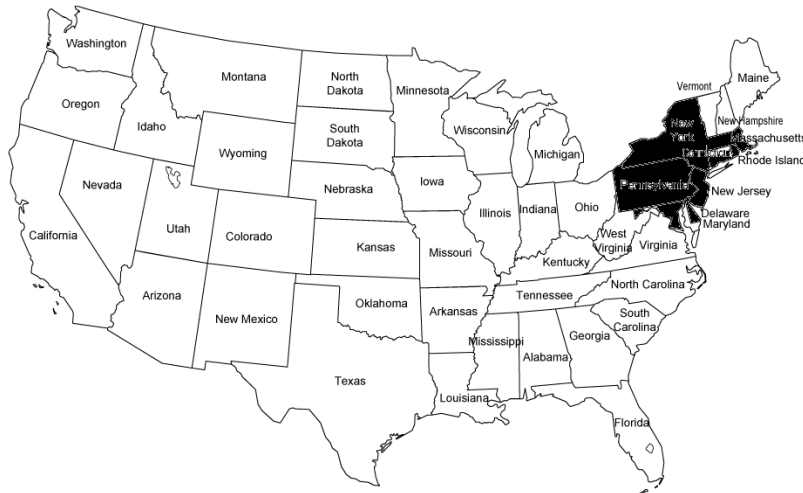 Washington
Oregon
California
Nevada
Idaho
Montana
Wyoming
Utah
Colorado
Arizona
New Mexico
North
Dakota
South
Dakota
Nebraska
Kansas
Oklahoma
Texas
Minnesota
Iowa
Missouri
Arkansas
Louisiana
Wisconsin
Illinois
Michigan
Indiana
Ohio
Kentucky
Tennessee
Mississippi
Alabama
Georgia
Florida
South
Carolina
North Carolina
Virginia
West
Virginia
Pennsylvania
New
York
Vermont
Maine
New Hampshire
Massachusetts
Rhode Island
New Jersey
Delaware
Maryland